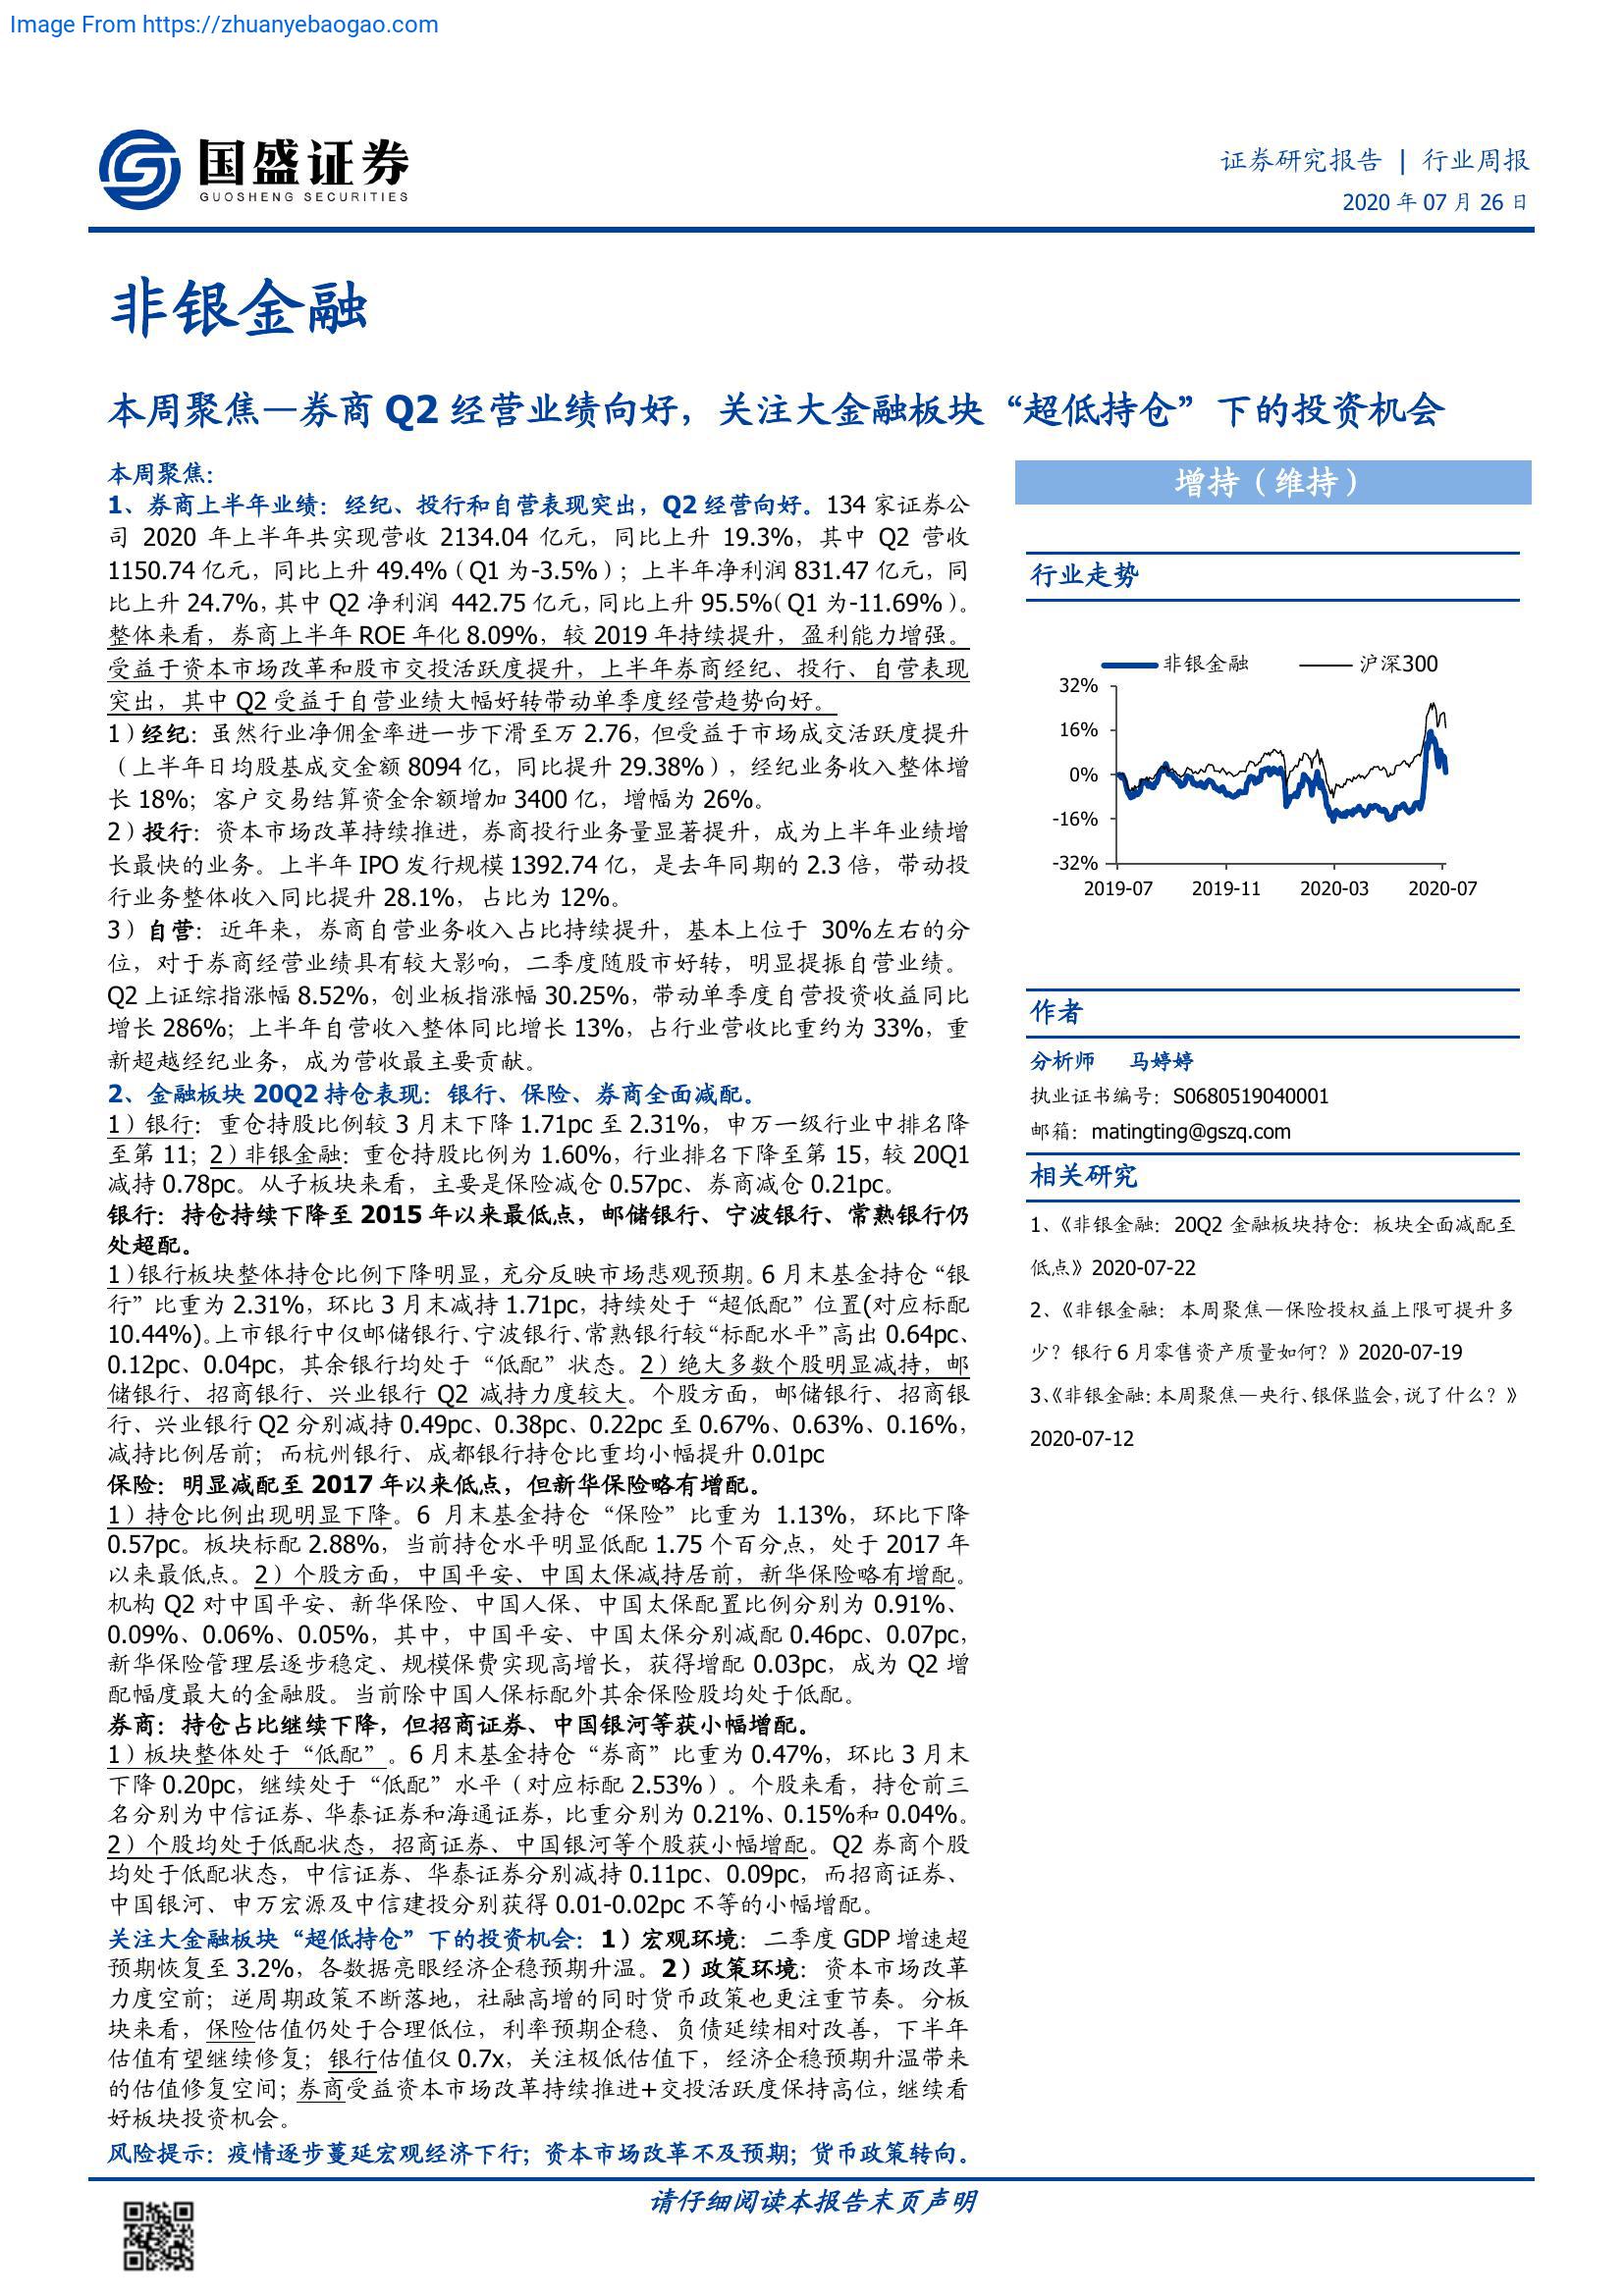 Image From https://zhuanyebaogao.com
国盛证券
GUOSHENG SECURITIES
证券研究报告 | 行业周报
2020 年 07 月 26 日
非银金融
本周聚焦—券商 Q2 经营业绩向好，关注大金融板块“超低持仓”下的投资机会
本周聚焦：
1、券商上半年业绩：经纪、投行和自营表现突出，Q2 经营向好。134 家证券公
司 2020 年上半年共实现营收 2134.04 亿元，同比上升 19.3%，其中 Q2 营收
1150.74 亿元，同比上升 49.4%（Q1 为-3.5%）；上半年净利润 831.47 亿元，同
比上升 24.7%，其中 Q2 净利润 442.75 亿元，同比上升 95.5%（Q1 为-11.69%）。
整体来看，券商上半年 ROE 年化 8.09%，较 2019 年持续提升，盈利能力增强。
受益于资本市场改革和股市交投活跃度提升，上半年券商经纪、投行、自营表现
突出，其中 Q2 受益于自营业绩大幅好转带动单季度经营趋势向好。
1）经纪：虽然行业净佣金率进一步下滑至万 2.76，但受益于市场成交活跃度提升
（上半年日均股基成交金额 8094 亿，同比提升 29.38%），经纪业务收入整体增
长 18%；客户交易结算资金余额增加 3400 亿，增幅为 26%。
2）投行：资本市场改革持续推进，券商投行业务量显著提升，成为上半年业绩增
长最快的业务。上半年 IPO 发行规模 1392.74 亿，是去年同期的 2.3 倍，带动投
行业务整体收入同比提升 28.1%，占比为 12%。
3）自营：近年来，券商自营业务收入占比持续提升，基本上位于 30%左右的分
位，对于券商经营业绩具有较大影响，二季度随股市好转，明显提振自营业绩。
Q2 上证综指涨幅 8.52%，创业板指涨幅 30.25%，带动单季度自营投资收益同比
增长 286%；上半年自营收入整体同比增长 13%，占行业营收比重约为 33%，重
新超越经纪业务，成为营收最主要贡献。
2、金融板块 20Q2 持仓表现：银行、保险、券商全面减配。
1）银行：重仓持股比例较 3 月末下降 1.71pc 至 2.31%，申万一级行业中排名降
至第 11；2）非银金融：重仓持股比例为 1.60%，行业排名下降至第 15，较 20Q1
减持 0.78pc。从子板块来看，主要是保险减仓 0.57pc、券商减仓 0.21pc。
银行：持仓持续下降至 2015 年以来最低点，邮储银行、宁波银行、常熟银行仍
处超配。
1）银行板块整体持仓比例下降明显，充分反映市场悲观预期。6 月末基金持仓“银
行”比重为 2.31%，环比 3 月末减持 1.71pc，持续处于“超低配”位置(对应标配
10.44%)。上市银行中仅邮储银行、宁波银行、常熟银行较“标配水平”高出 0.64pc、
0.12pc、0.04pc，其余银行均处于“低配”状态。2）绝大多数个股明显减持，邮
储银行、招商银行、兴业银行 Q2 减持力度较大。个股方面，邮储银行、招商银
行、兴业银行 Q2 分别减持 0.49pc、0.38pc、0.22pc 至 0.67%、0.63%、0.16%，
减持比例居前；而杭州银行、成都银行持仓比重均小幅提升 0.01pc
保险：明显减配至 2017 年以来低点，但新华保险略有增配。
1）持仓比例出现明显下降。6 月末基金持仓“保险”比重为 1.13%，环比下降
0.57pc。板块标配 2.88%，当前持仓水平明显低配 1.75 个百分点，处于 2017 年
以来最低点。2）个股方面，中国平安、中国太保减持居前，新华保险略有增配。
机构 Q2 对中国平安、新华保险、中国人保、中国太保配置比例分别为 0.91%、
0.09%、0.06%、0.05%，其中，中国平安、中国太保分别减配 0.46pc、0.07pc，
新华保险管理层逐步稳定、规模保费实现高增长，获得增配 0.03pc，成为 Q2 增
配幅度最大的金融股。当前除中国人保标配外其余保险股均处于低配。
券商：持仓占比继续下降，但招商证券、中国银河等获小幅增配。
1）板块整体处于“低配”。6 月末基金持仓“券商”比重为 0.47%，环比 3 月末
下降 0.20pc，继续处于“低配”水平（对应标配 2.53%）。个股来看，持仓前三
名分别为中信证券、华泰证券和海通证券，比重分别为 0.21%、0.15%和 0.04%。
2）个股均处于低配状态，招商证券、中国银河等个股获小幅增配。Q2 券商个股
均处于低配状态，中信证券、华泰证券分别减持 0.11pc、0.09pc，而招商证券、
中国银河、申万宏源及中信建投分别获得 0.01-0.02pc 不等的小幅增配。
关注大金融板块“超低持仓”下的投资机会：1）宏观环境：二季度 GDP 增速超
预期恢复至 3.2%，各数据亮眼经济企稳预期升温。2）政策环境：资本市场改革
力度空前；逆周期政策不断落地，社融高增的同时货币政策也更注重节奏。分板
块来看，保险估值仍处于合理低位，利率预期企稳、负债延续相对改善，下半年
估值有望继续修复；银行估值仅 0.7x，关注极低估值下，经济企稳预期升温带来
的估值修复空间；券商受益资本市场改革持续推进+交投活跃度保持高位，继续看
好板块投资机会。
风险提示：疫情逐步蔓延宏观经济下行；资本市场改革不及预期；货币政策转向。
增持（维持）
行业走势
非银金融 沪深300
32%
16%
0%
-16%
-32%
2019-07 2019-11 2020-03 2020-07
作者
分析师 马婷婷
执业证书编号：S0680519040001
邮箱：matingting@gszq.com
相关研究
1、《非银金融：20Q2 金融板块持仓：板块全面减配至
低点》2020-07-22
2、《非银金融：本周聚焦—保险投权益上限可提升多
少？银行 6 月零售资产质量如何？》2020-07-19
3、《非银金融：本周聚焦—央行、银保监会，说了什么？》
2020-07-12
请仔细阅读本报告末页声明